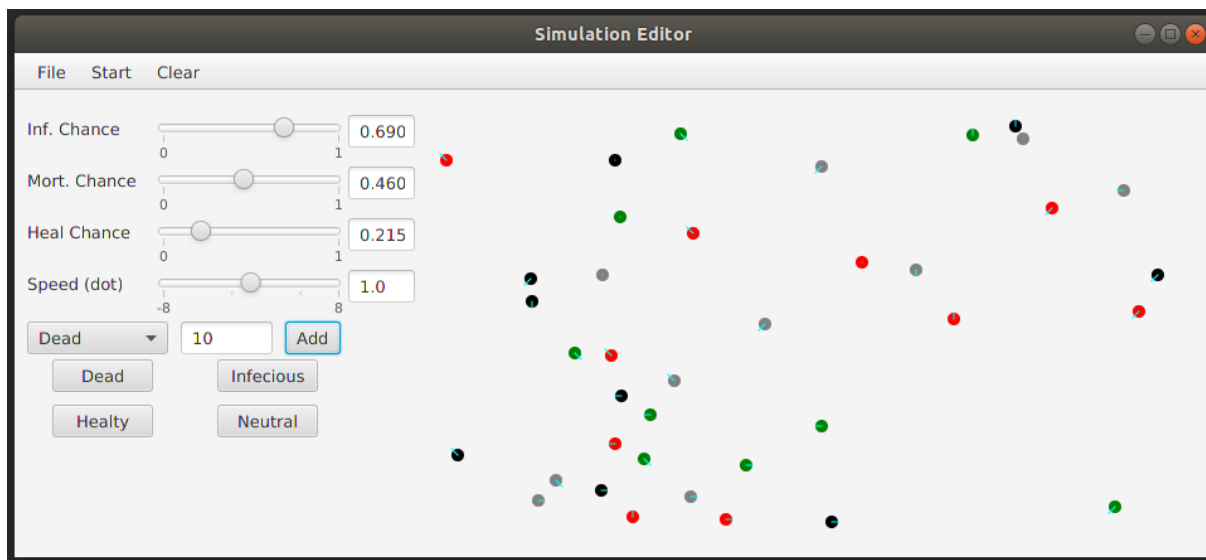 Simulation Editor
File Start Clear
Inf. Chance 0.690
0 1
Mort. Chance 0.460
0 1
Heal Chance 0.215
0 1
Speed (dot) 1.0
-8 8
Dead 10 Add
Dead Infecious
Healty Neutral